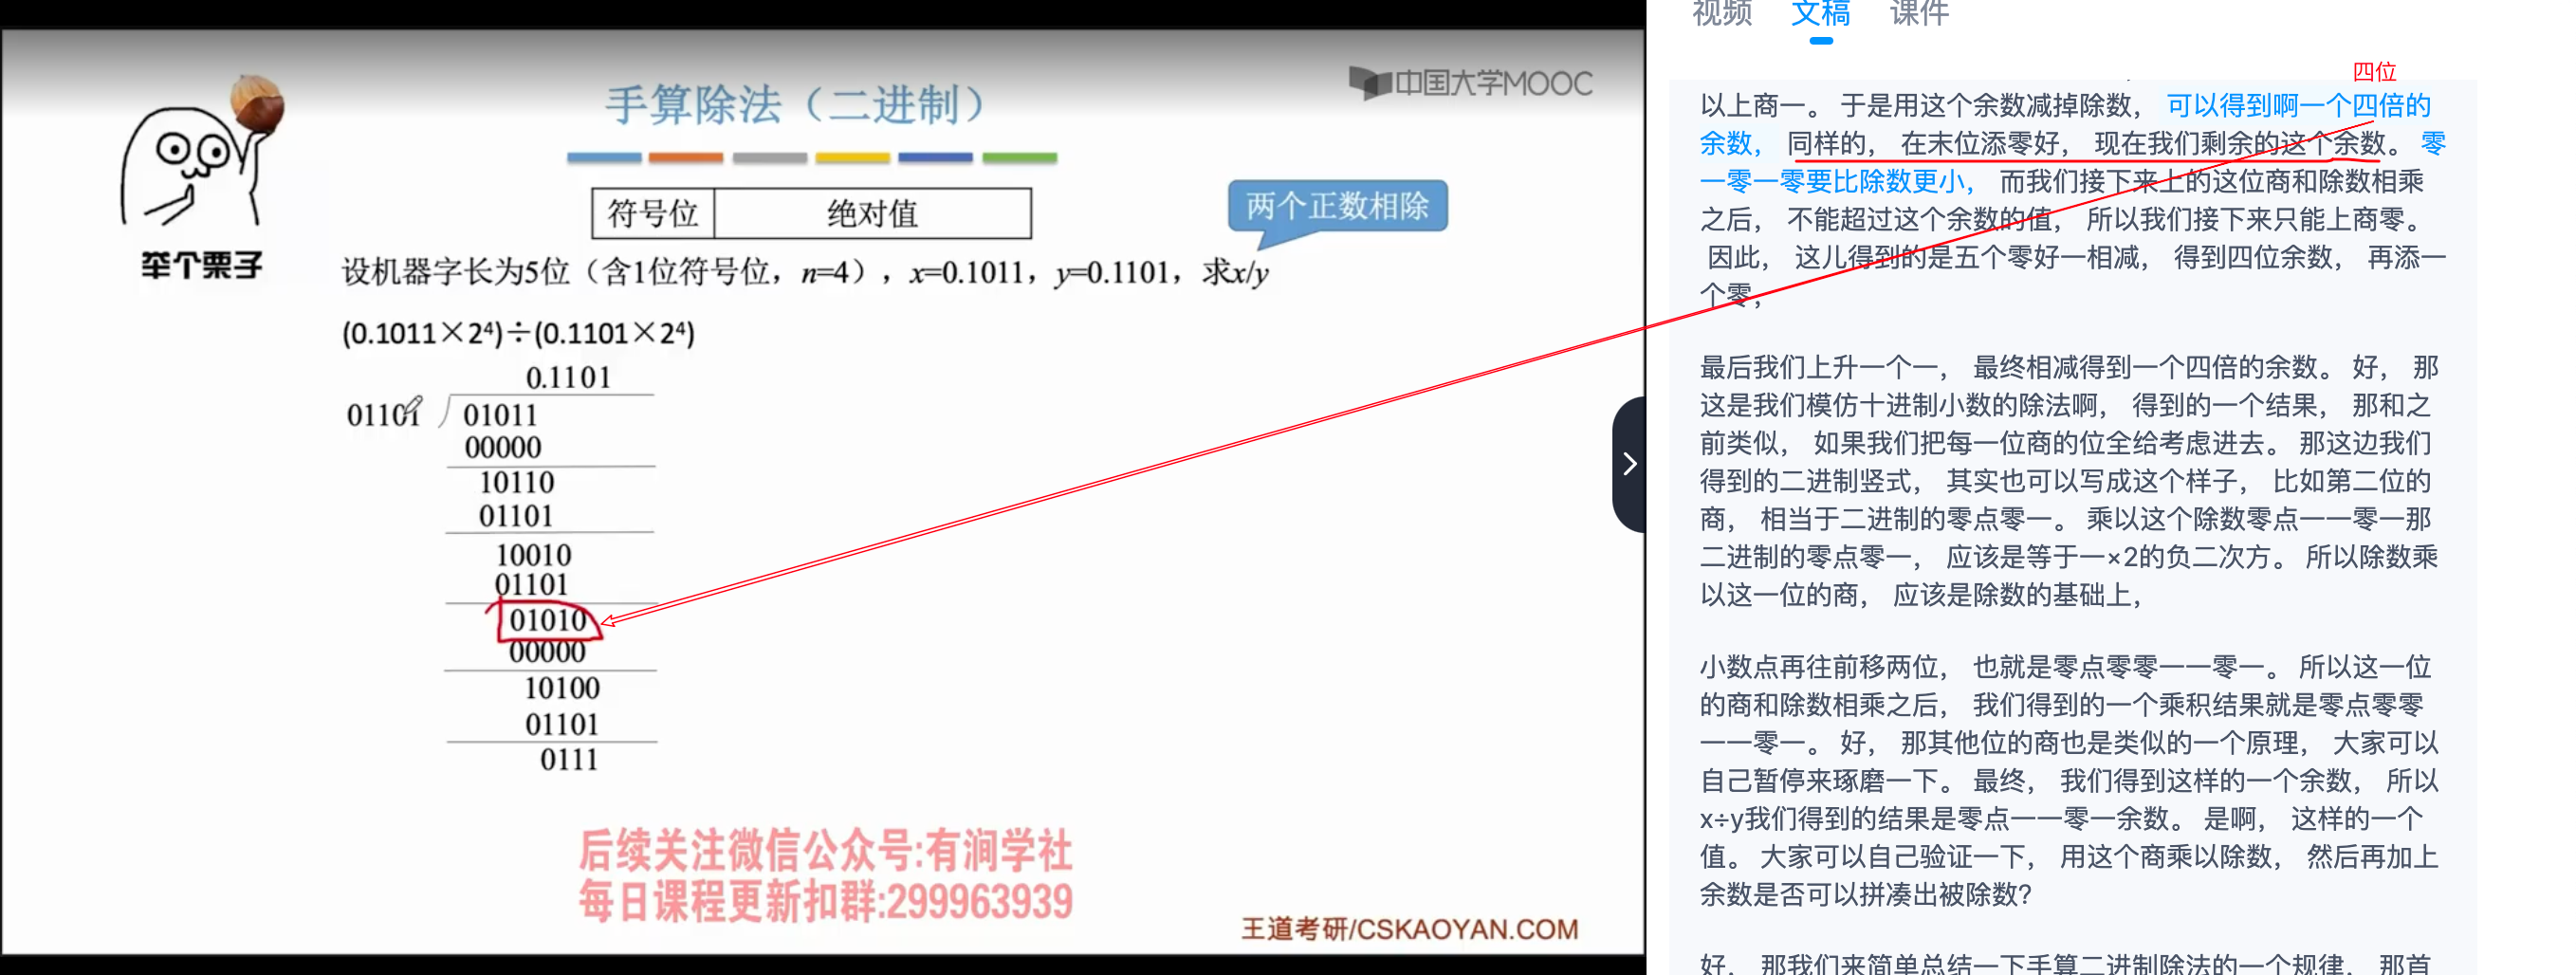 中国大学MOOC
手算除法（二进制）
符号位 绝对值
两个正数相除
举个栗子
设机器字长为5位（含1位符号位，n=4），x=0.1011，y=0.1101，求x/y
(0.1011×2⁴)÷(0.1101×2⁴)
0.1101
01101 01011
00000
10110
01101
10010
01101
01010
00000
10100
01101
0111
后续关注微信公众号:有涧学社
每日课程更新扣群:299963939
王道考研/CSKAOYAN.COM
视频 文稿 课件
四位
以上商一。 于是用这个余数减掉除数， 可以得到啊一个四倍的
余数， 同样的， 在末位添零好， 现在我们剩余的这个余数。 零
一零一零要比除数更小， 而我们接下来上的这位商和除数相乘
之后， 不能超过这个余数的值， 所以我们接下来只能上商零。
因此， 这儿得到的是五个零好一相减， 得到四位余数， 再添一
个零，
最后我们上升一个一， 最终相减得到一个四倍的余数。 好， 那
这是我们模仿十进制小数的除法啊， 得到的一个结果， 那和之
前类似， 如果我们把每一位商的位全给考虑进去。 那这边我们
得到的二进制竖式， 其实也可以写成这个样子， 比如第二位的
商， 相当于二进制的零点零一。 乘以这个除数零点一一零一那
二进制的零点零一， 应该是等于一×2的负二次方。 所以除数乘
以这一位的商， 应该是除数的基础上，
小数点再往前移两位， 也就是零点零零一一零一。 所以这一位
的商和除数相乘之后， 我们得到的一个乘积结果就是零点零零
一一零一。 好， 那其他位的商也是类似的一个原理， 大家可以
自己暂停来琢磨一下。 最终， 我们得到这样的一个余数， 所以
x÷y我们得到的结果是零点一一零一余数。 是啊， 这样的一个
值。 大家可以自己验证一下， 用这个商乘以除数， 然后再加上
余数是否可以拼凑出被除数?
好， 那我们来简单总结一下手算二进制除法的一个规律， 那首